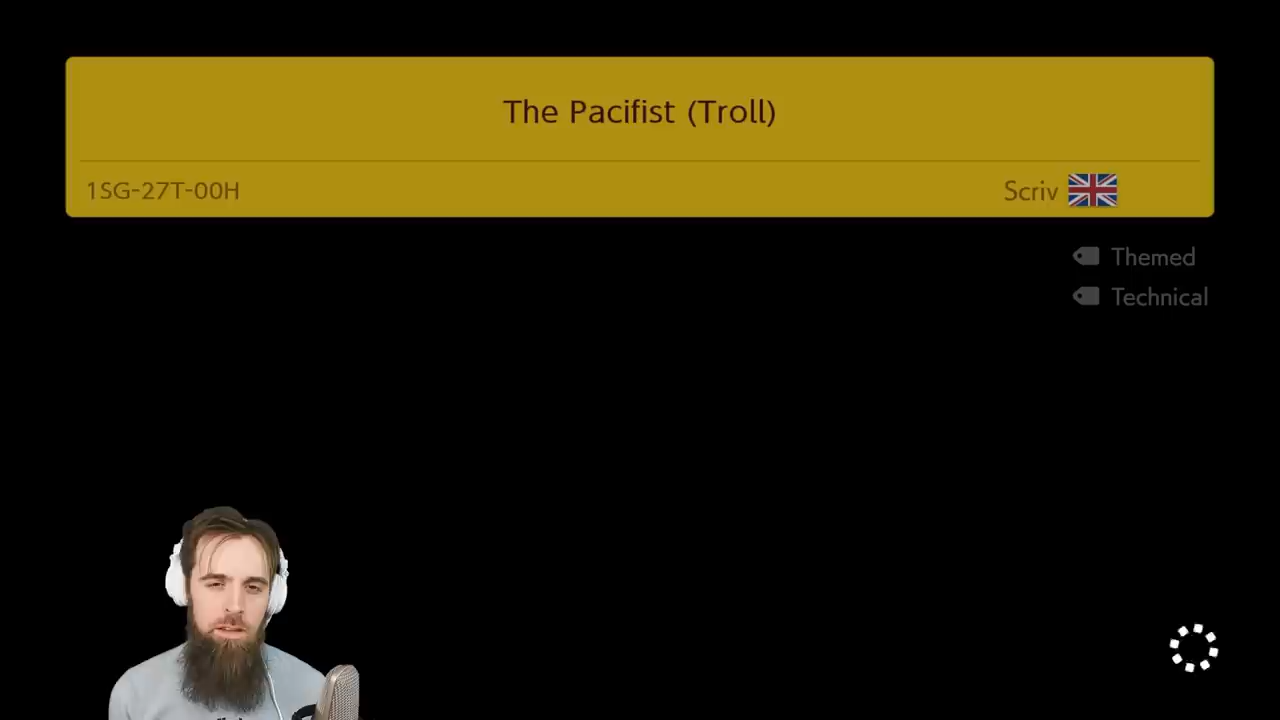 The Pacifist (Troll)
1SG-27T-00H
Scriv
Themed
Technical